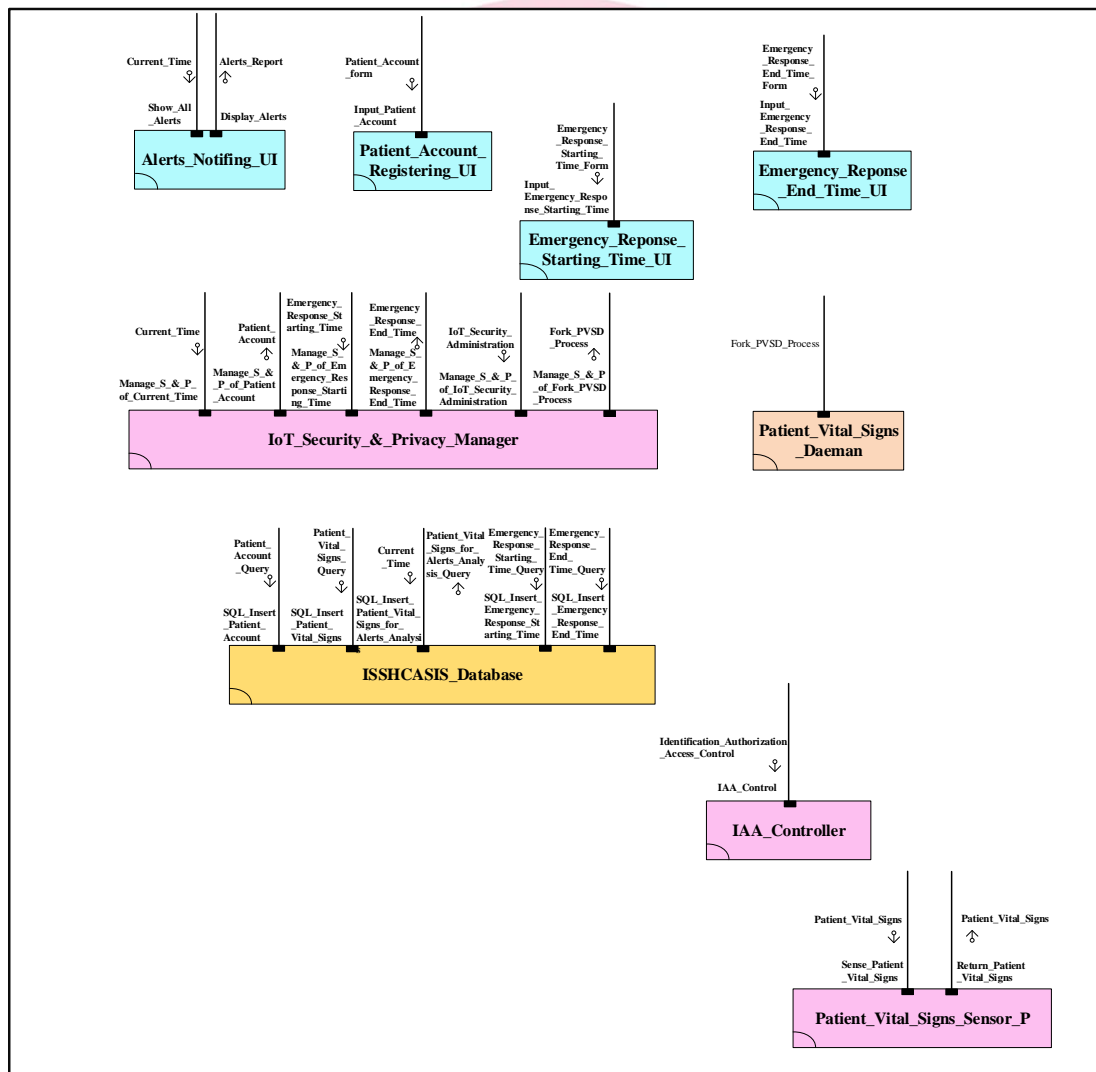 Current_Time
Alerts_Report
Show_All
_Alerts
Display_Alerts
Alerts_Notifing_UI
Patient_Account
_form
Input_Patient
_Account
Patient_Account_
Registering_UI
Emergency
_Response_
Starting_
Time_Form
Input_
Emergency_Respo
nse_Starting_Time
Emergency_Reponse_
Starting_Time_UI
Emergency
_Response_
End_Time_
Form
Input_
Emergency
_Response_
End_Time
Emergency_Reponse
_End_Time_UI
Current_Time
Manage_S_&_P_
of_Current_Time
Patient_
Account
Manage_S_&
_P_of_Patient
_Account
Emergency_
Response_St
arting_Time
Manage_S_
&_P_of_Em
ergency_Res
ponse_Starti
ng_Time
Emergency
_Response_
End_Time
Manage_S_
&_P_of_E
mergency_
Response_
End_Time
IoT_Security_
Administration
Manage_S_&_P_
of_IoT_Security_
Administration
Fork_PVSD
_Process
Manage_S_&_P
_of_Fork_PVSD
_Process
IoT_Security_&_Privacy_Manager
Fork_PVSD_Process
Patient_Vital_Signs
_Daeman
Patient_
Account
_Query
SQL_Insert
_Patient_
Account
Patient_
Vital_
Signs_
Query
SQL_Insert
_Patient_
Vital_Signs
Current
_Time
SQL_Insert_
Patient_Vital_
Signs_for_
Alerts_Analysi
s
Patient_Vital
_Signs_for_
Alerts_Analy
sis_Query
Emergency_
Response_
Starting_
Time_Query
SQL_Insert_
Emergency_
Response_St
arting_Time
Emergency_
Response_
End_
Time_Query
SQL_Insert
_Emergency
_Response_
End_Time
ISSHCASIS_Database
Identification_Authorization
_Access_Control
IAA_Control
IAA_Controller
Patient_Vital_Signs
Sense_Patient
_Vital_Signs
Patient_Vital_Signs
Return_Patient
_Vital_Signs
Patient_Vital_Signs_Sensor_P